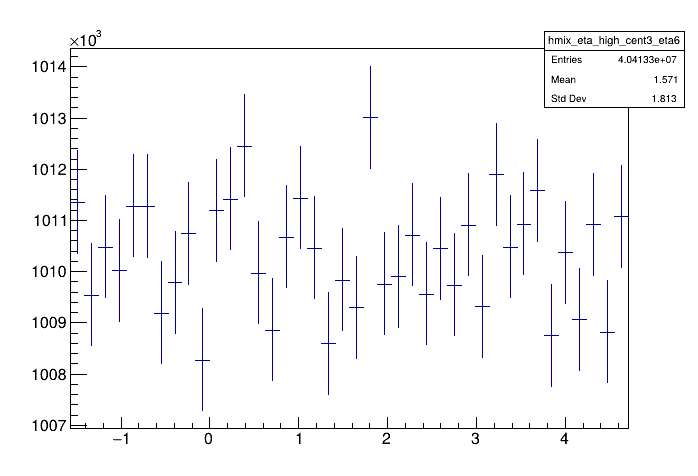 ×10³
hmix_eta_high_cent3_eta6
Entries 4.04133e+07
Mean 1.571
Std Dev 1.813
1014
1013
1012
1011
1010
1009
1008
1007
−1 0 1 2 3 4